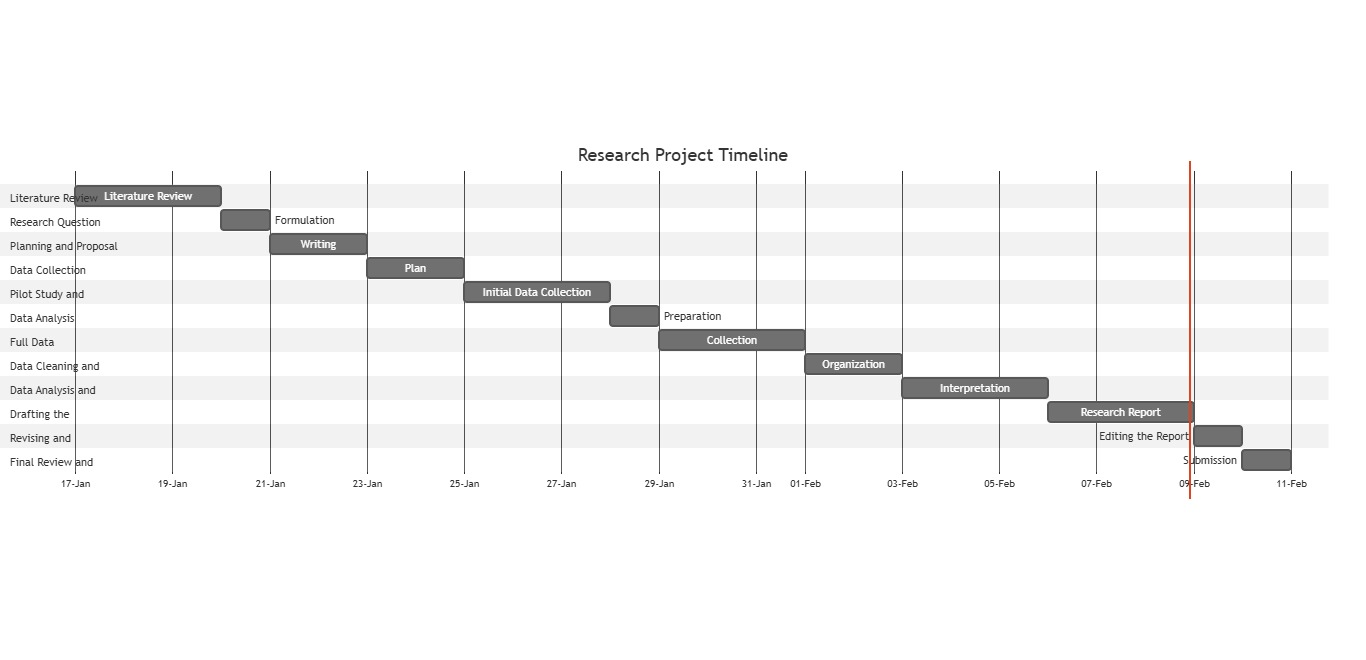 Research Project Timeline
Literature Review
Literature Review
Research Question
Formulation
Planning and Proposal
Writing
Data Collection
Plan
Pilot Study and
Initial Data Collection
Data Analysis
Preparation
Full Data
Collection
Data Cleaning and
Organization
Data Analysis and
Interpretation
Drafting the
Research Report
Revising and
Editing the Report
Final Review and
Submission
17-Jan
19-Jan
21-Jan
23-Jan
25-Jan
27-Jan
29-Jan
31-Jan
01-Feb
03-Feb
05-Feb
07-Feb
09-Feb
11-Feb